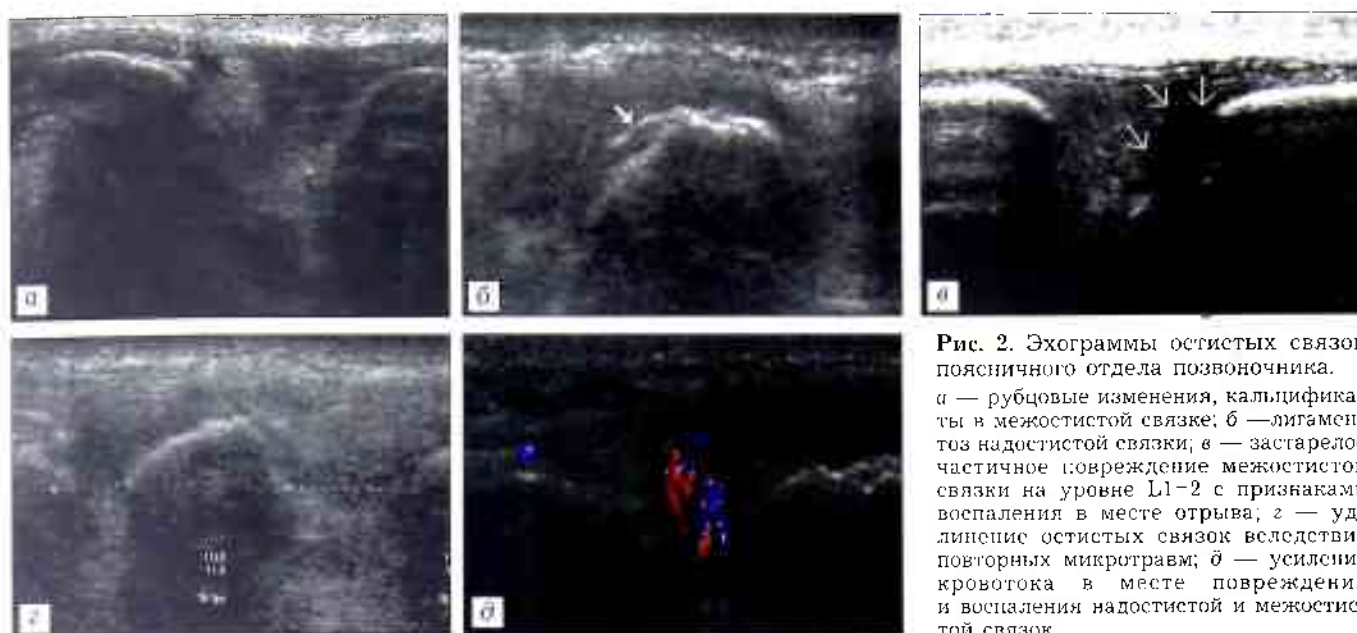 а
б
в
г
д
Рис. 2. Эхограммы остистых связок
поясничного отдела позвоночника.
а — рубцовые изменения, кальцифика
ты в межостистой связке; б —лигамен
тоз надостистой связки; в — застарело
частичное повреждение межостисто
связки на уровне L1-2 с признакам
воспаления в месте отрыва; г — уд
линение остистых связок вследстви
повторных микротравм; д — усилени
кровотока в месте повреждени
и воспаления надостистой и межостис
той связок